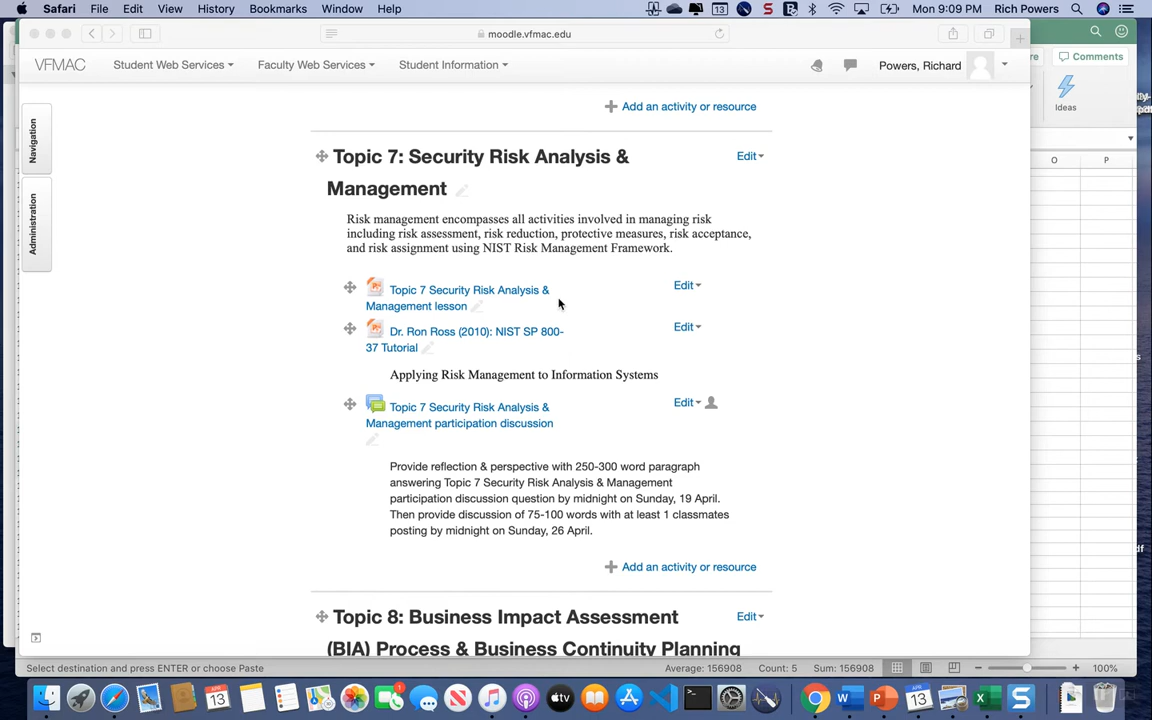 Safari File Edit View History Bookmarks Window Help 13 Mon 9:09 PM Rich Powers
moodle.vfmac.edu
VFMAC Student Web Services Faculty Web Services Student Information Powers, Richard
Comments
Ideas
O P
Navigation
Administration
Add an activity or resource
Topic 7: Security Risk Analysis & Edit
Management
Risk management encompasses all activities involved in managing risk
including risk assessment, risk reduction, protective measures, risk acceptance,
and risk assignment using NIST Risk Management Framework.
Topic 7 Security Risk Analysis & Edit
Management lesson
Dr. Ron Ross (2010): NIST SP 800- Edit
37 Tutorial
Applying Risk Management to Information Systems
Topic 7 Security Risk Analysis & Edit
Management participation discussion
Provide reflection & perspective with 250-300 word paragraph
answering Topic 7 Security Risk Analysis & Management
participation discussion question by midnight on Sunday, 19 April.
Then provide discussion of 75-100 words with at least 1 classmates
posting by midnight on Sunday, 26 April.
Add an activity or resource
Topic 8: Business Impact Assessment Edit
(BIA) Process & Business Continuity Planning
Select destination and press ENTER or choose Paste Average: 156908 Count: 5 Sum: 156908 100%